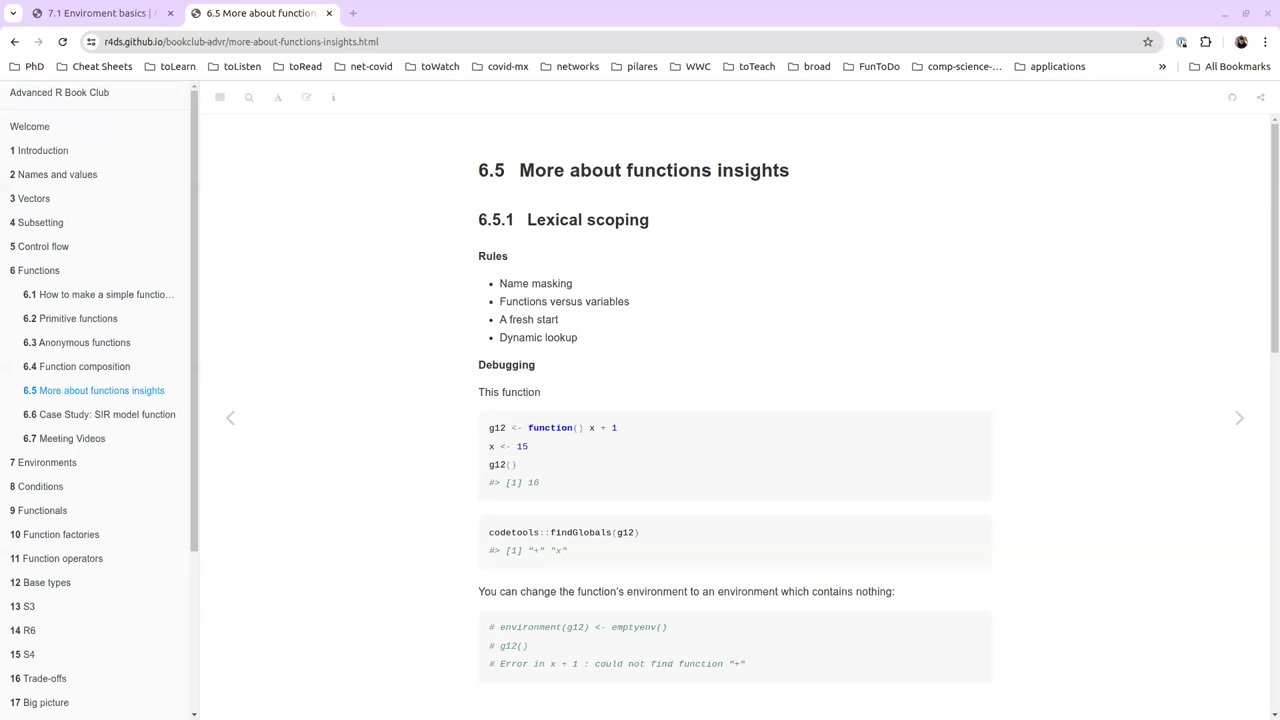 7.1 Enviroment basics | A
6.5 More about function
r4ds.github.io/bookclub-advr/more-about-functions-insights.html
PhD
Cheat Sheets
toLearn
toListen
toRead
net-covid
toWatch
covid-mx
networks
pilares
WWC
toTeach
broad
FunToDo
comp-science-...
applications
»
All Bookmarks
Advanced R Book Club
Welcome
1 Introduction
2 Names and values
3 Vectors
4 Subsetting
5 Control flow
6 Functions
6.1 How to make a simple functio...
6.2 Primitive functions
6.3 Anonymous functions
6.4 Function composition
6.5 More about functions insights
6.6 Case Study: SIR model function
6.7 Meeting Videos
7 Environments
8 Conditions
9 Functionals
10 Function factories
11 Function operators
12 Base types
13 S3
14 R6
15 S4
16 Trade-offs
17 Big picture
6.5 More about functions insights
6.5.1 Lexical scoping
Rules
• Name masking
• Functions versus variables
• A fresh start
• Dynamic lookup
Debugging
This function
g12 <- function() x + 1
x <- 15
g12()
#> [1] 16
codetools::findGlobals(g12)
#> [1] "+" "x"
You can change the function's environment to an environment which contains nothing:
# environment(g12) <- emptyenv()
# g12()
# Error in x + 1 : could not find function "+"